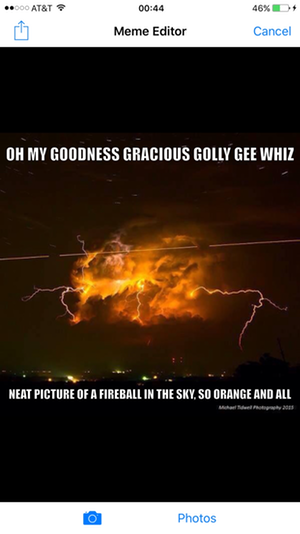 AT&T 00:44 46%
Meme Editor Cancel
OH MY GOODNESS GRACIOUS GOLLY GEE WHIZ
NEAT PICTURE OF A FIREBALL IN THE SKY, SO ORANGE AND ALL
Michael Tidwell Photography 2015
Photos